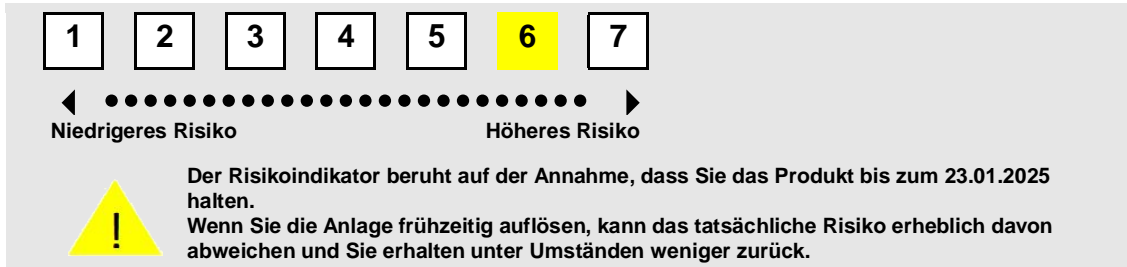 1 2 3 4 5 6 7
Niedrigeres Risiko Höheres Risiko
Der Risikoindikator beruht auf der Annahme, dass Sie das Produkt bis zum 23.01.2025
halten.
Wenn Sie die Anlage frühzeitig auflösen, kann das tatsächliche Risiko erheblich davon
abweichen und Sie erhalten unter Umständen weniger zurück.
!